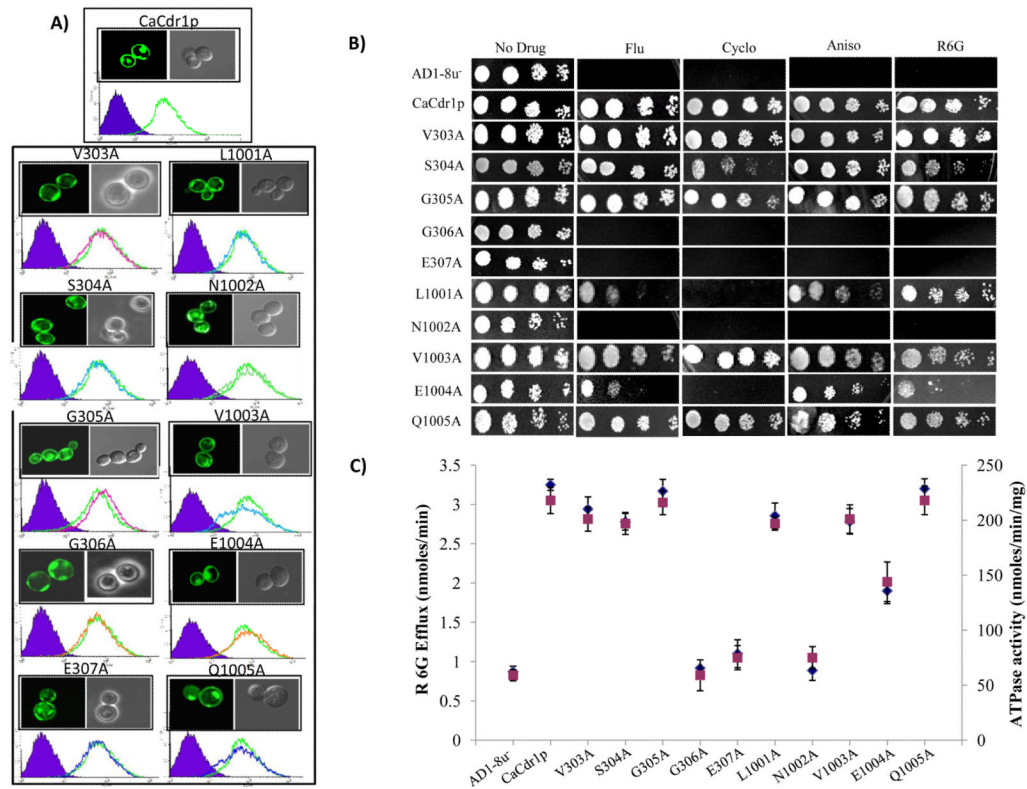 A)
CaCdr1p
V303A
L1001A
S304A
N1002A
G305A
V1003A
G306A
E1004A
E307A
Q1005A
B)
No Drug Flu Cyclo Aniso R6G
AD1-8u-
CaCdr1p
V303A
S304A
G305A
G306A
E307A
L1001A
N1002A
V1003A
E1004A
Q1005A
C)
R 6G Efflux (nmoles/min)
3.5
3
2.5
2
1.5
1
0.5
0
ATPase activity (nmoles/min/mg)
250
200
150
100
50
0
AD1-8u-
CaCdr1p
V303A
S304A
G305A
G306A
E307A
L1001A
N1002A
V1003A
E1004A
Q1005A